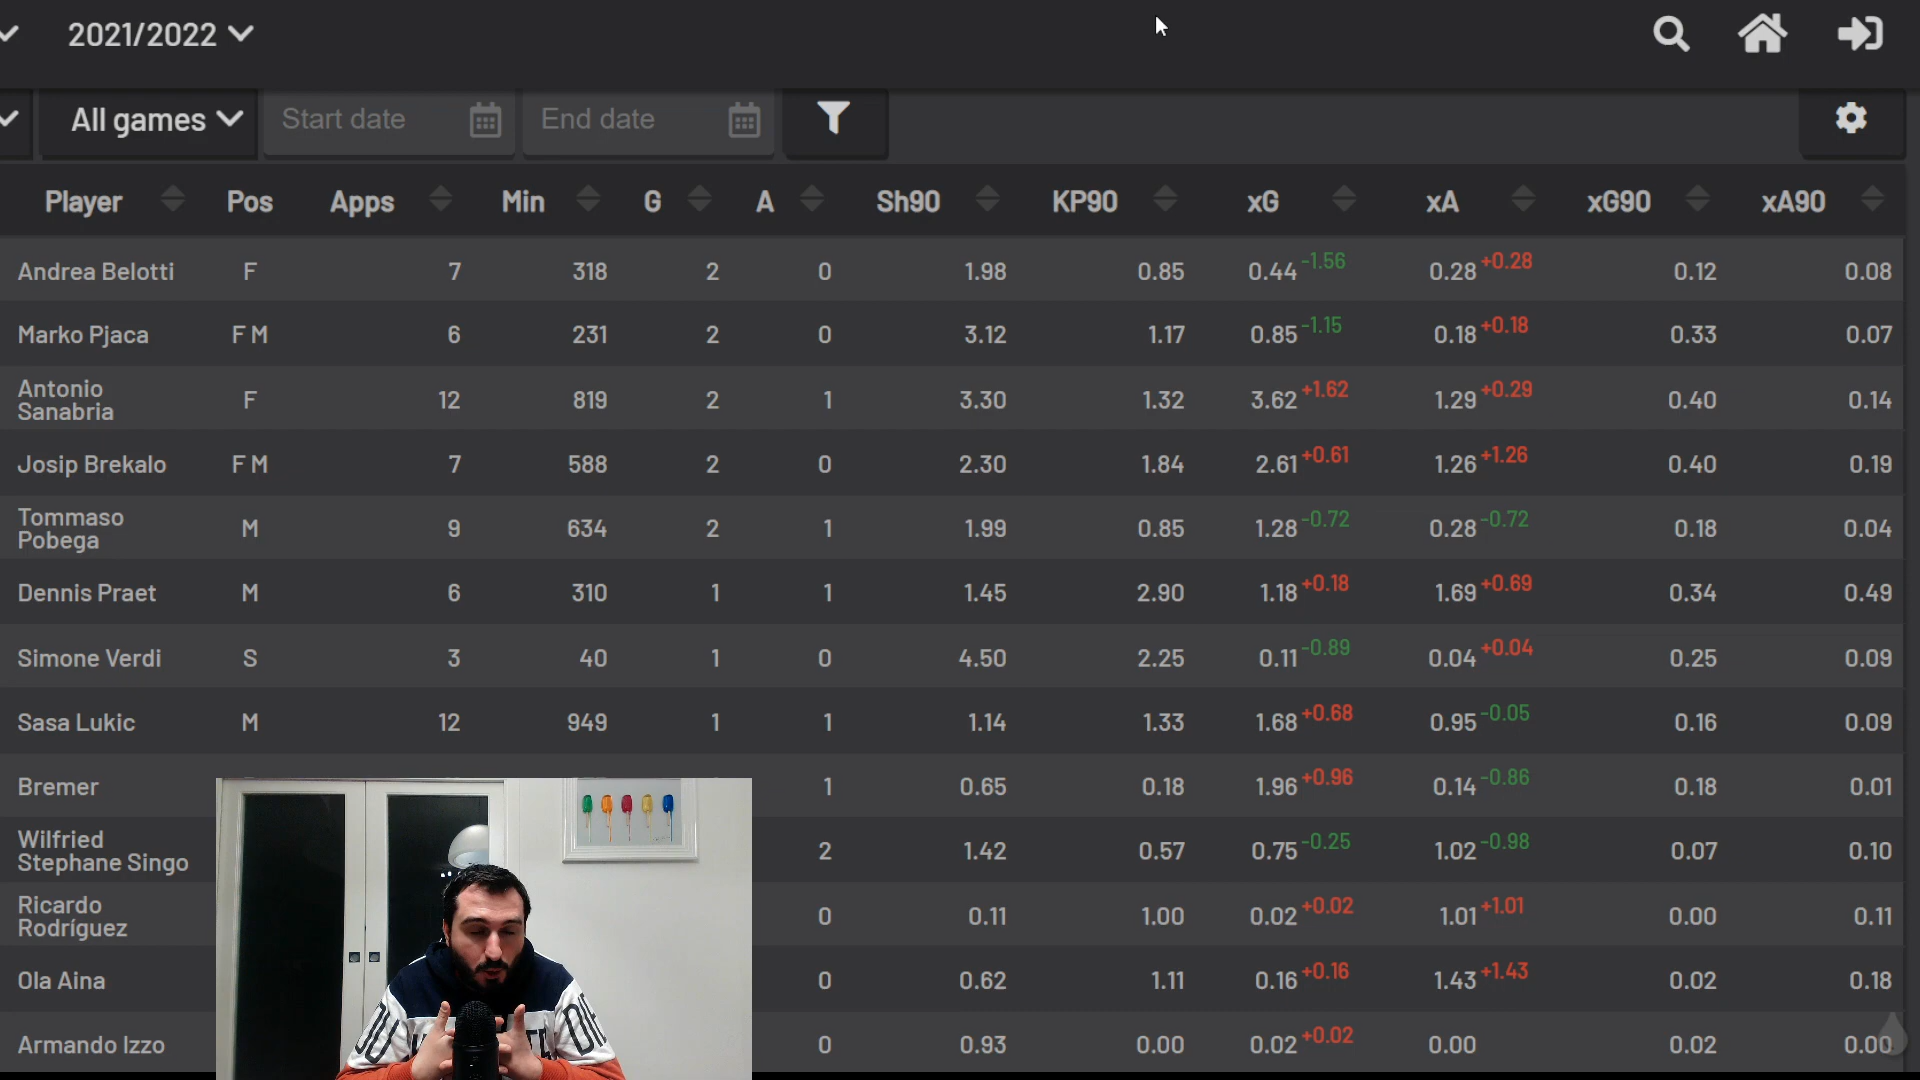 2021/2022
All games Start date End date
Player Pos Apps Min G A Sh90 KP90 xG xA xG90 xA90
Andrea Belotti F 7 318 2 0 1.98 0.85 0.44 -1.56 0.28 +0.28 0.12 0.08
Marko Pjaca F M 6 231 2 0 3.12 1.17 0.85 -1.15 0.18 +0.18 0.33 0.07
Antonio
Sanabria F 12 819 2 1 3.30 1.32 3.62 +1.62 1.29 +0.29 0.40 0.14
Josip Brekalo F M 7 588 2 0 2.30 1.84 2.61 +0.61 1.26 +1.26 0.40 0.19
Tommaso
Pobega M 9 634 2 1 1.99 0.85 1.28 -0.72 0.28 -0.72 0.18 0.04
Dennis Praet M 6 310 1 1 1.45 2.90 1.18 +0.18 1.69 +0.69 0.34 0.49
Simone Verdi S 3 40 1 0 4.50 2.25 0.11 -0.89 0.04 +0.04 0.25 0.09
Sasa Lukic M 12 949 1 1 1.14 1.33 1.68 +0.68 0.95 -0.05 0.16 0.09
Bremer 1 0.65 0.18 1.96 +0.96 0.14 -0.86 0.18 0.01
Wilfried
Stephane Singo 2 1.42 0.57 0.75 -0.25 1.02 -0.98 0.07 0.10
Ricardo
Rodríguez 0 0.11 1.00 0.02 +0.02 1.01 +1.01 0.00 0.11
Ola Aina 0 0.62 1.11 0.16 +0.16 1.43 +1.43 0.02 0.18
Armando Izzo 0 0.93 0.00 0.02 +0.02 0.00 0.02 0.00